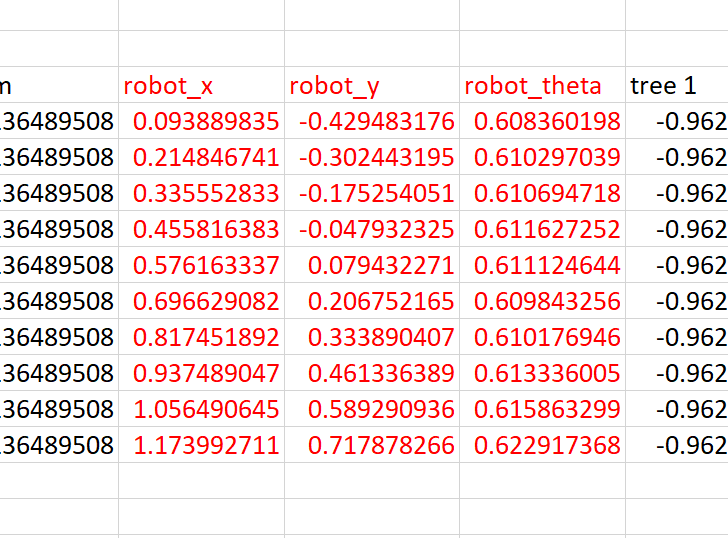 m robot_x robot_y robot_theta tree 1
136489508 0.093889835 -0.429483176 0.608360198 -0.962
136489508 0.214846741 -0.302443195 0.610297039 -0.962
136489508 0.335552833 -0.175254051 0.610694718 -0.962
136489508 0.455816383 -0.047932325 0.611627252 -0.962
136489508 0.576163337 0.079432271 0.611124644 -0.962
136489508 0.696629082 0.206752165 0.609843256 -0.962
136489508 0.817451892 0.333890407 0.610176946 -0.962
136489508 0.937489047 0.461336389 0.613336005 -0.962
136489508 1.056490645 0.589290936 0.615863299 -0.962
136489508 1.173992711 0.717878266 0.622917368 -0.962